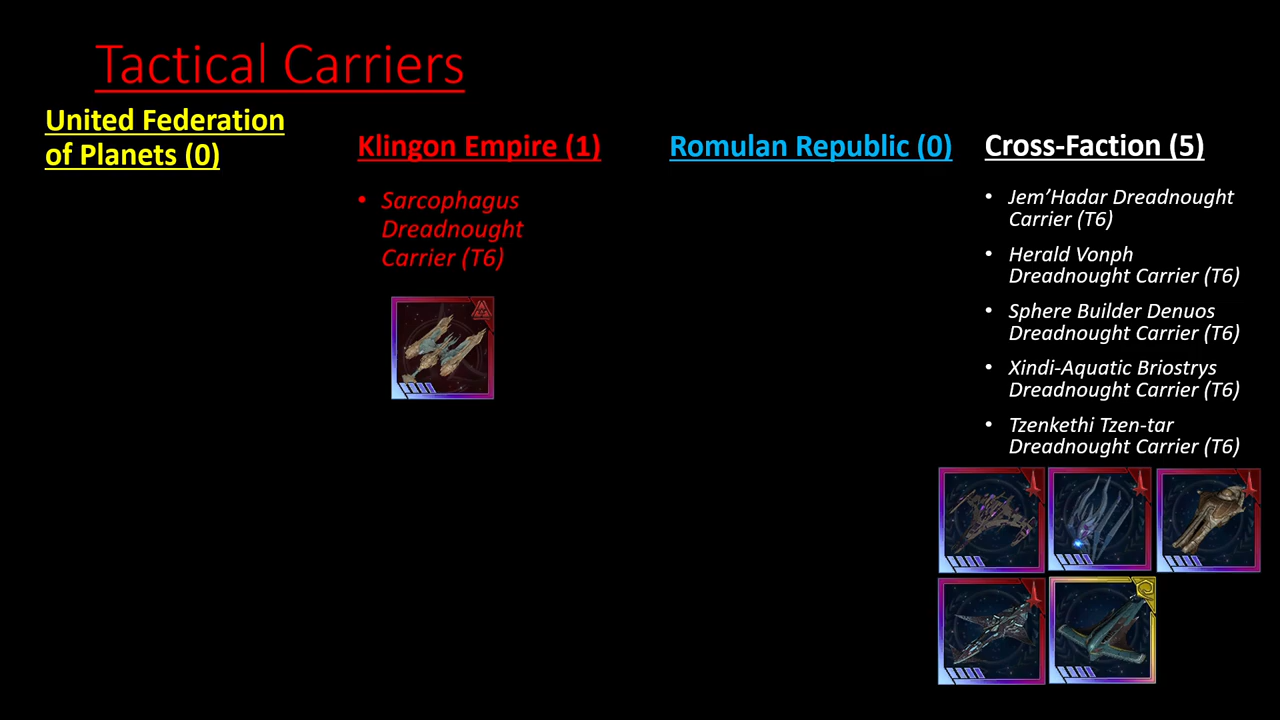 Tactical Carriers
United Federation
of Planets (0)
Klingon Empire (1)
• Sarcophagus
Dreadnought
Carrier (T6)
Romulan Republic (0)
Cross-Faction (5)
• Jem’Hadar Dreadnought
Carrier (T6)
• Herald Vonph
Dreadnought Carrier (T6)
• Sphere Builder Denuos
Dreadnought Carrier (T6)
• Xindi-Aquatic Briostrys
Dreadnought Carrier (T6)
• Tzenkethi Tzen-tar
Dreadnought Carrier (T6)